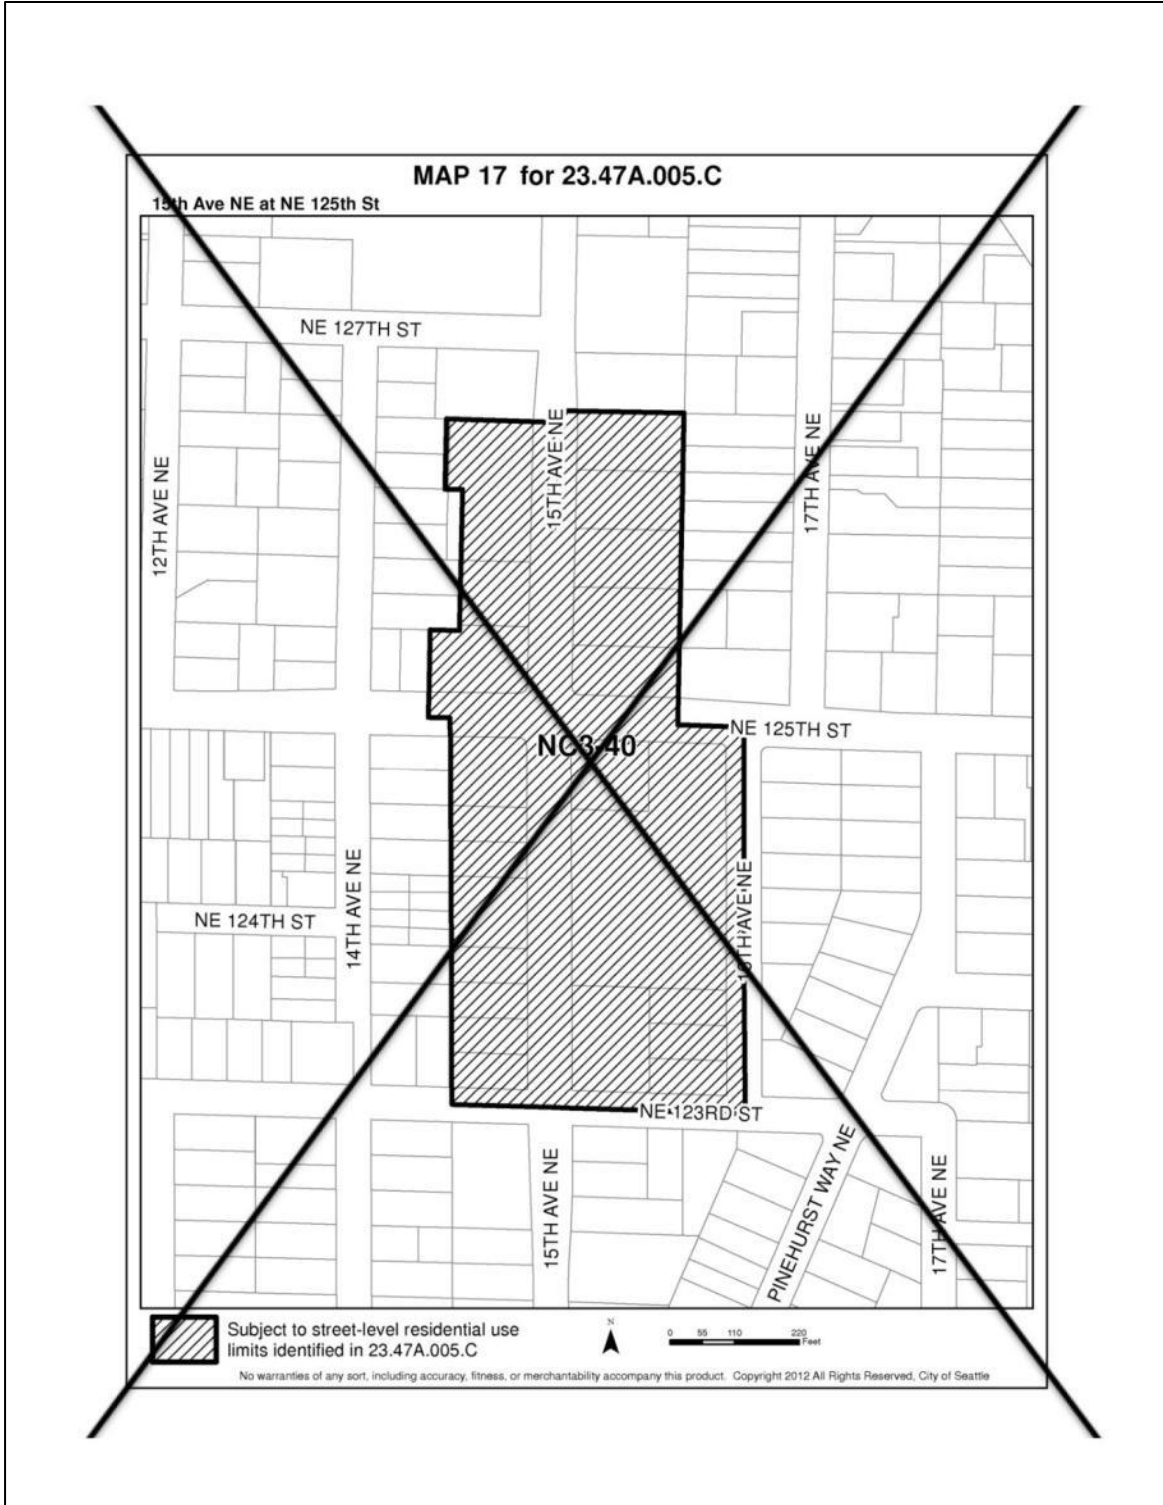 MAP 17 for 23.47A.005.C
15th Ave NE at NE 125th St
NE 127TH ST
15TH AVE NE
17TH AVE NE
12TH AVE NE
NE 125TH ST
NC3-40
14TH AVE NE
16TH AVE NE
NE 124TH ST
NE 123RD ST
15TH AVE NE
PINEHURST WAY NE
17TH AVE NE
Subject to street-level residential use
limits identified in 23.47A.005.C
N
0 55 110 220
Feet
No warranties of any sort, including accuracy, fitness, or merchantability accompany this product. Copyright 2012 All Rights Reserved, City of Seattle